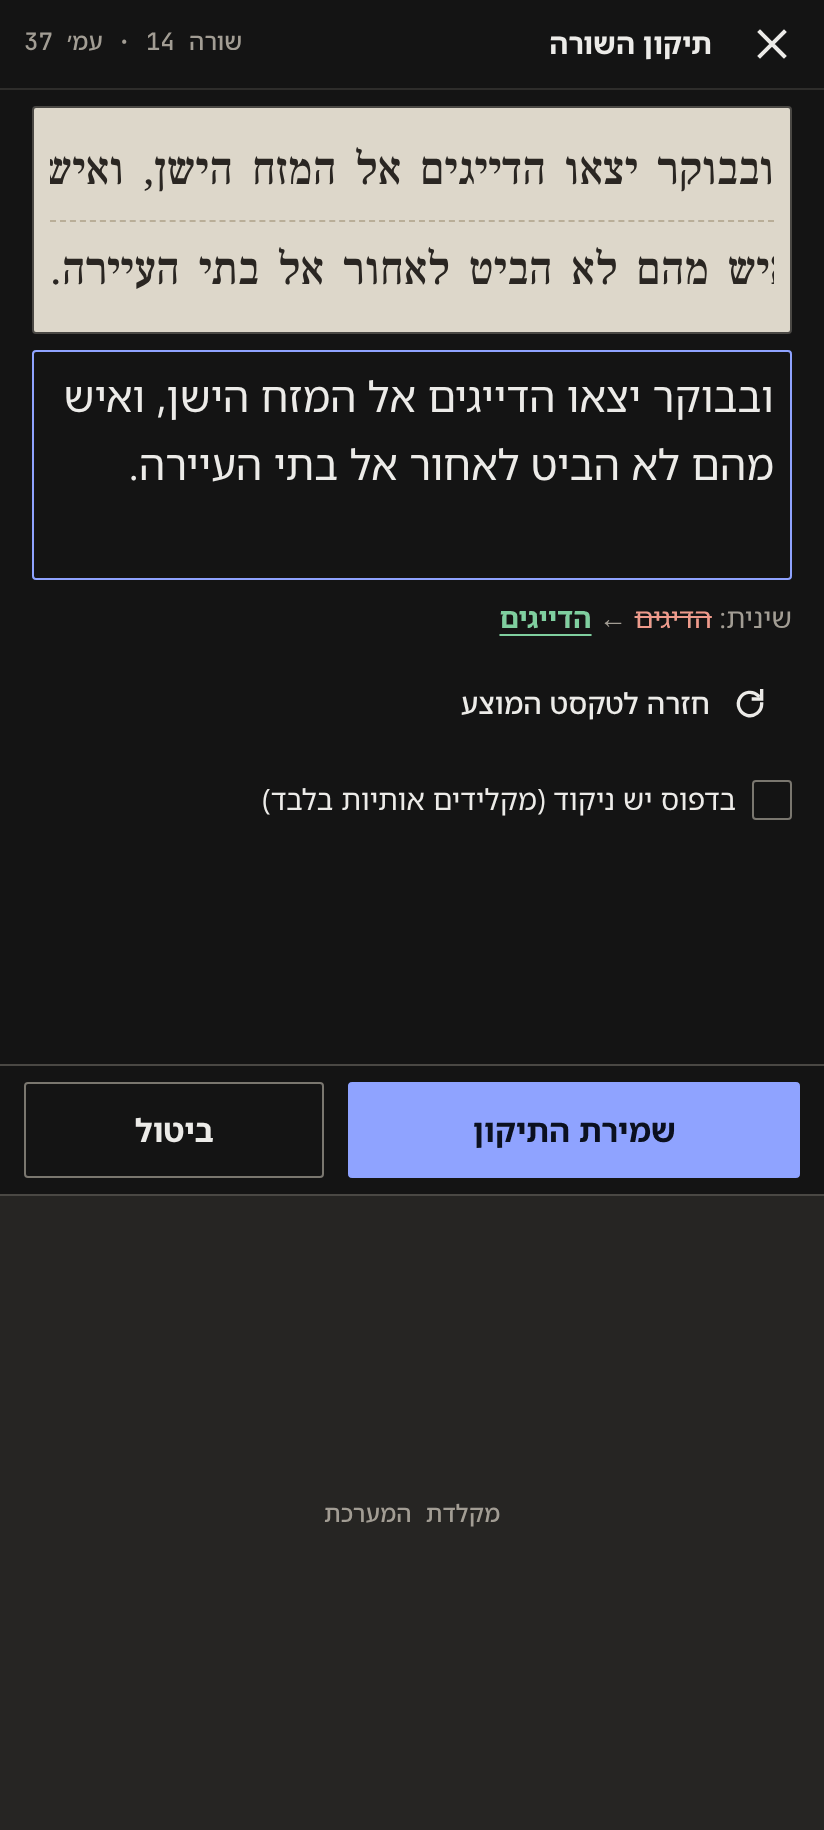 תיקון השורה
שורה 14 · עמ׳ 37
ובבוקר יצאו הדייגים אל המזח הישן, ואיש
איש מהם לא הביט לאחור אל בתי העיירה.
ובבוקר יצאו הדייגים אל המזח הישן, ואיש
מהם לא הביט לאחור אל בתי העיירה.
שינית: הדיגים ← הדייגים
חזרה לטקסט המוצע
בדפוס יש ניקוד (מקלידים אותיות בלבד)
שמירת התיקון
ביטול
מקלדת המערכת